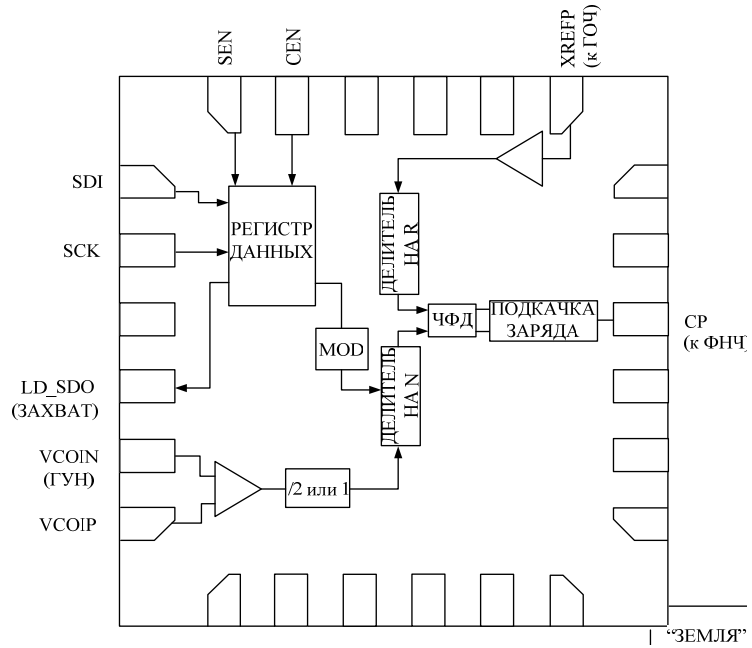 SEN
CEN
XREFP
(к ГОЧ)
SDI
SCK
РЕГИСТР
ДАННЫХ
ДЕЛИТЕЛЬ
НА R
ЧФД
ПОДКАЧКА
ЗАРЯДА
CP
(к ФНЧ)
MOD
ДЕЛИТЕЛЬ
НА N
LD_SDO
(ЗАХВАТ)
VCOIN
(ГУН)
/2 или 1
VCOIP
“ЗЕМЛЯ”